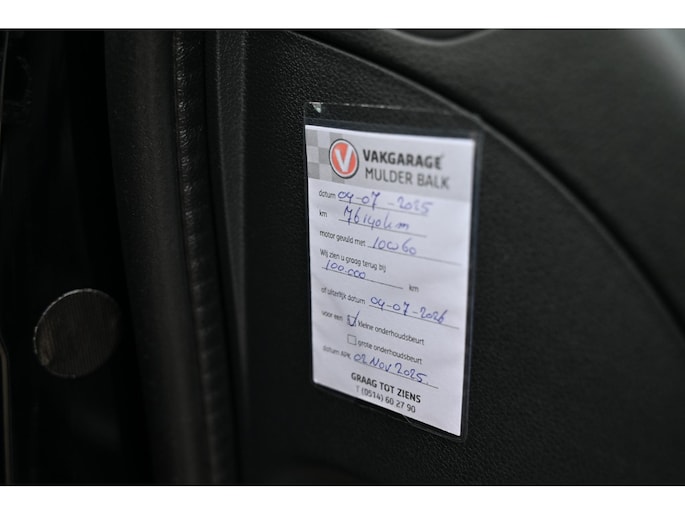 V VAKGARAGE
MULDER BALK
datum 04-07-2025
km 76140km
motor gevuld met 10W60
Wij zien u graag terug bij
100.000 km
of uiterlijk datum 04-07-2026
voor een kleine onderhoudsbeurt
grote onderhoudsbeurt
datum APK 02 Nov 2025.
GRAAG TOT ZIENS
T (0514) 60 27 90